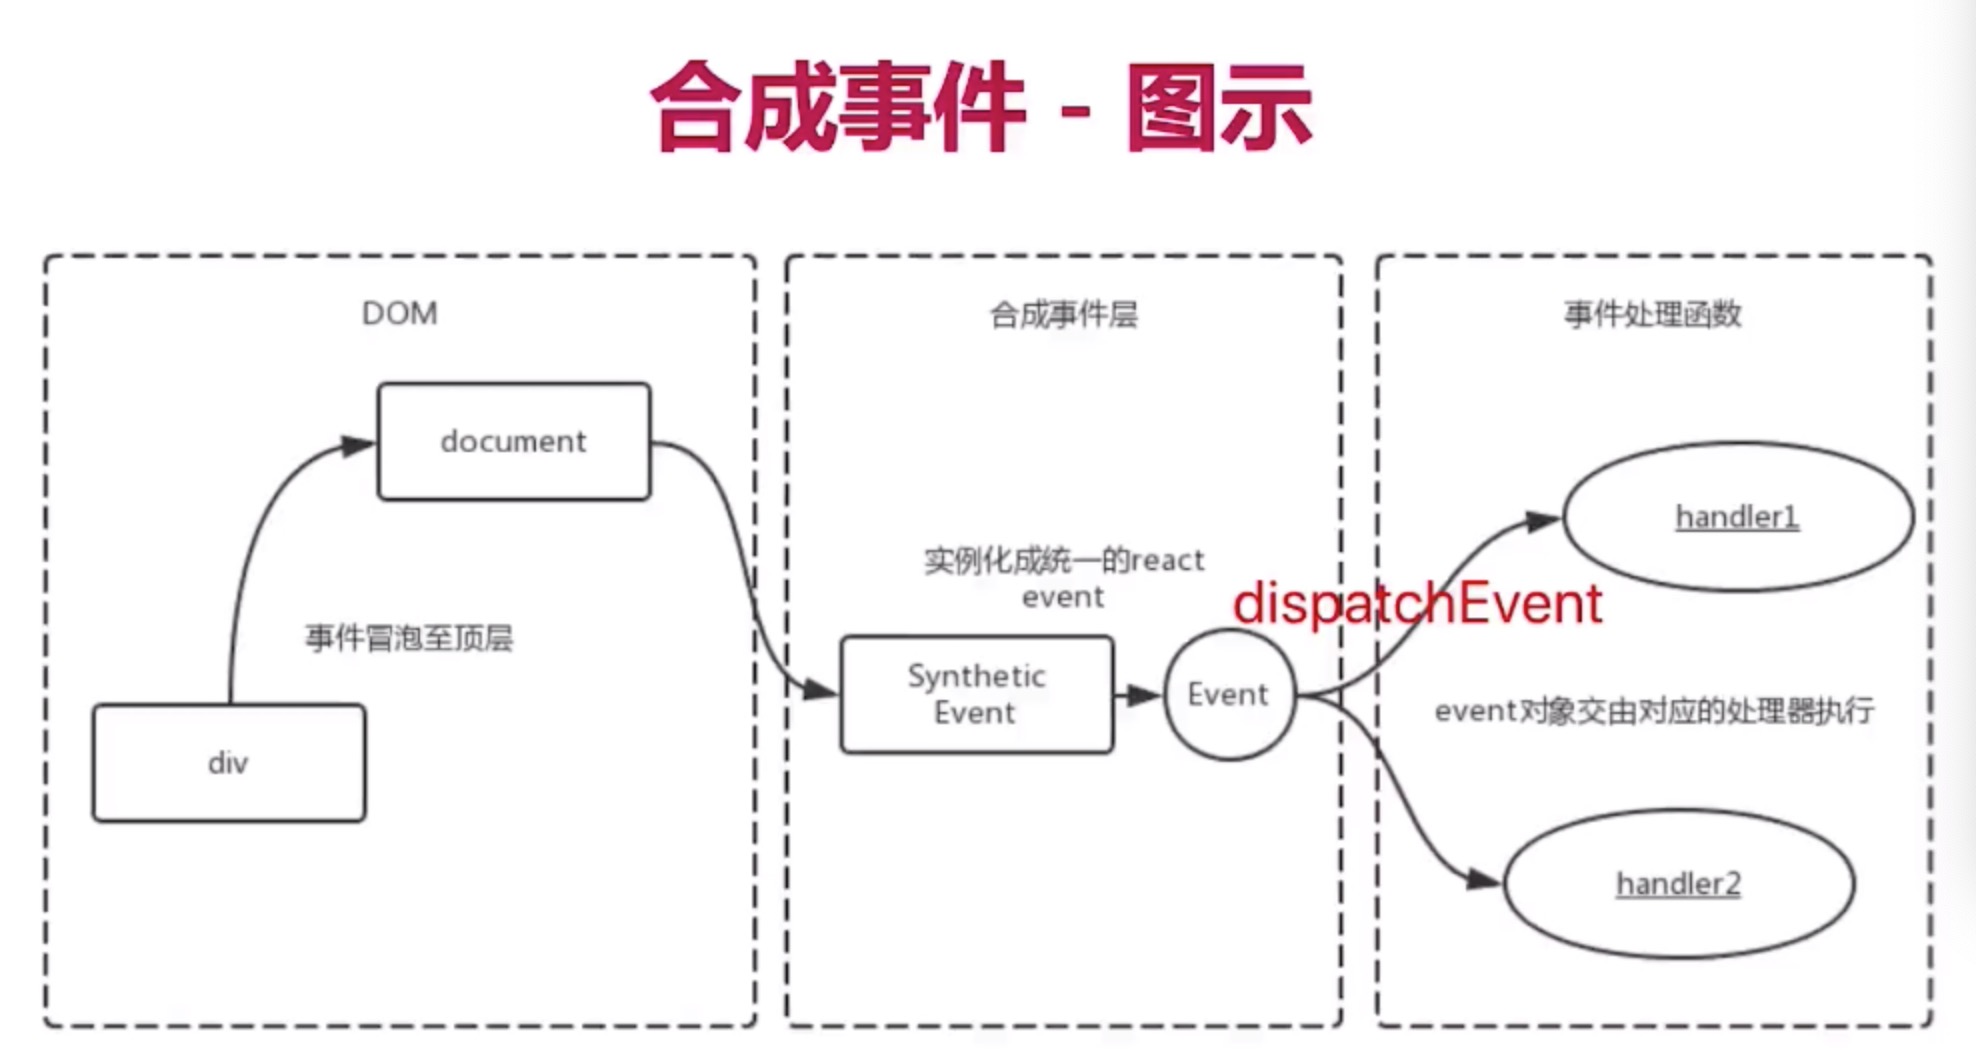 合成事件 - 图示
DOM
document
事件冒泡至顶层
div
合成事件层
实例化成统一的react
event
Synthetic
Event
Event
dispatchEvent
事件处理函数
handler1
event对象交由对应的处理器执行
handler2